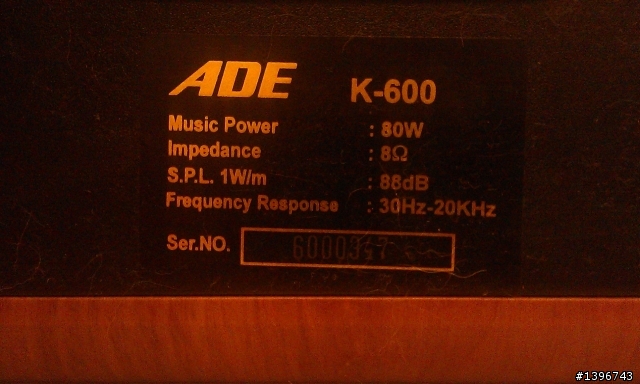 ADE K-600
Music Power : 80W
Impedance : 8Ω
S.P.L. 1W/m : 88dB
Frequency Response : 30Hz-20KHz
Ser.NO.
#1396743